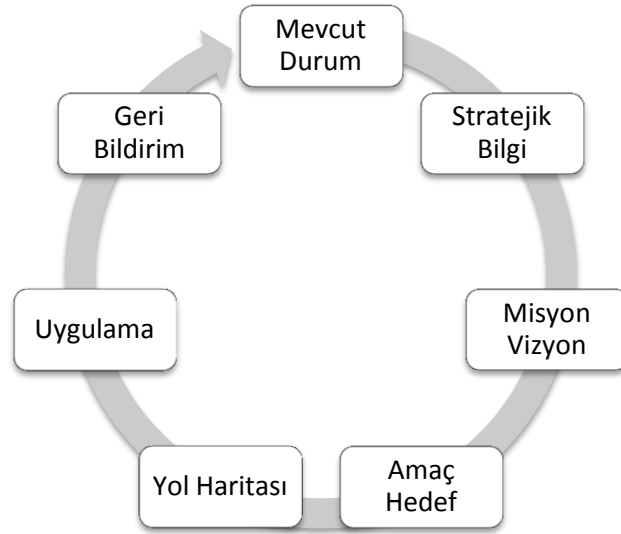 Mevcut
Durum
Stratejik
Bilgi
Misyon
Vizyon
Amaç
Hedef
Yol Haritası
Uygulama
Geri
Bildirim